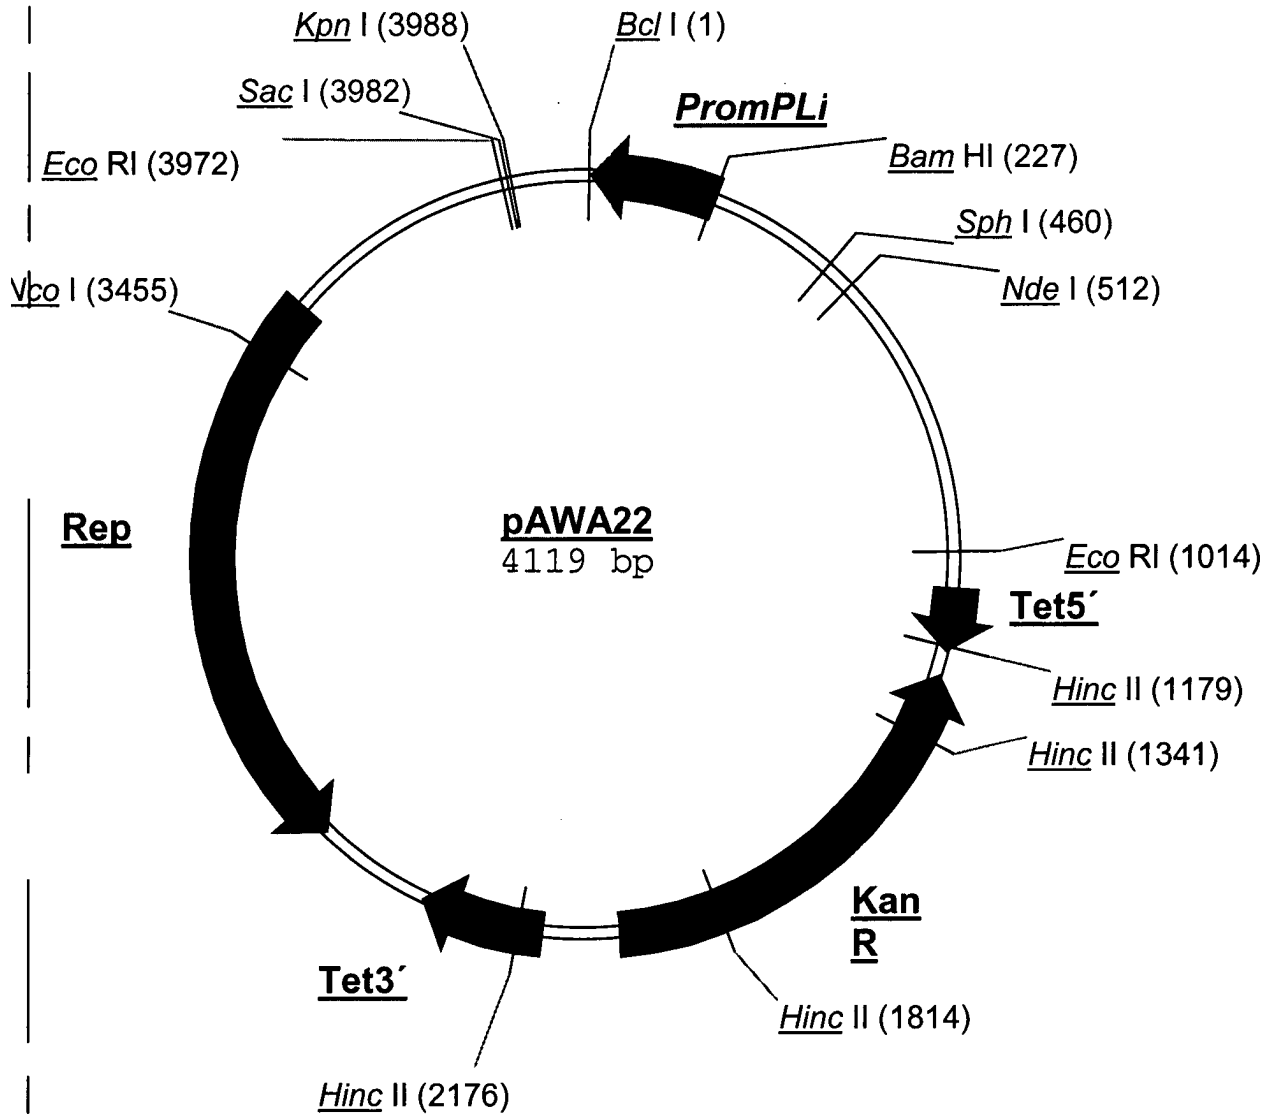 Kpn I (3988)
Bcl I (1)
Sac I (3982)
PromPLi
Eco RI (3972)
Bam HI (227)
Sph I (460)
Nco I (3455)
Nde I (512)
Rep
pAWA22
4119 bp
Eco RI (1014)
Tet5´
Hinc II (1179)
Hinc II (1341)
Kan
R
Tet3´
Hinc II (1814)
Hinc II (2176)